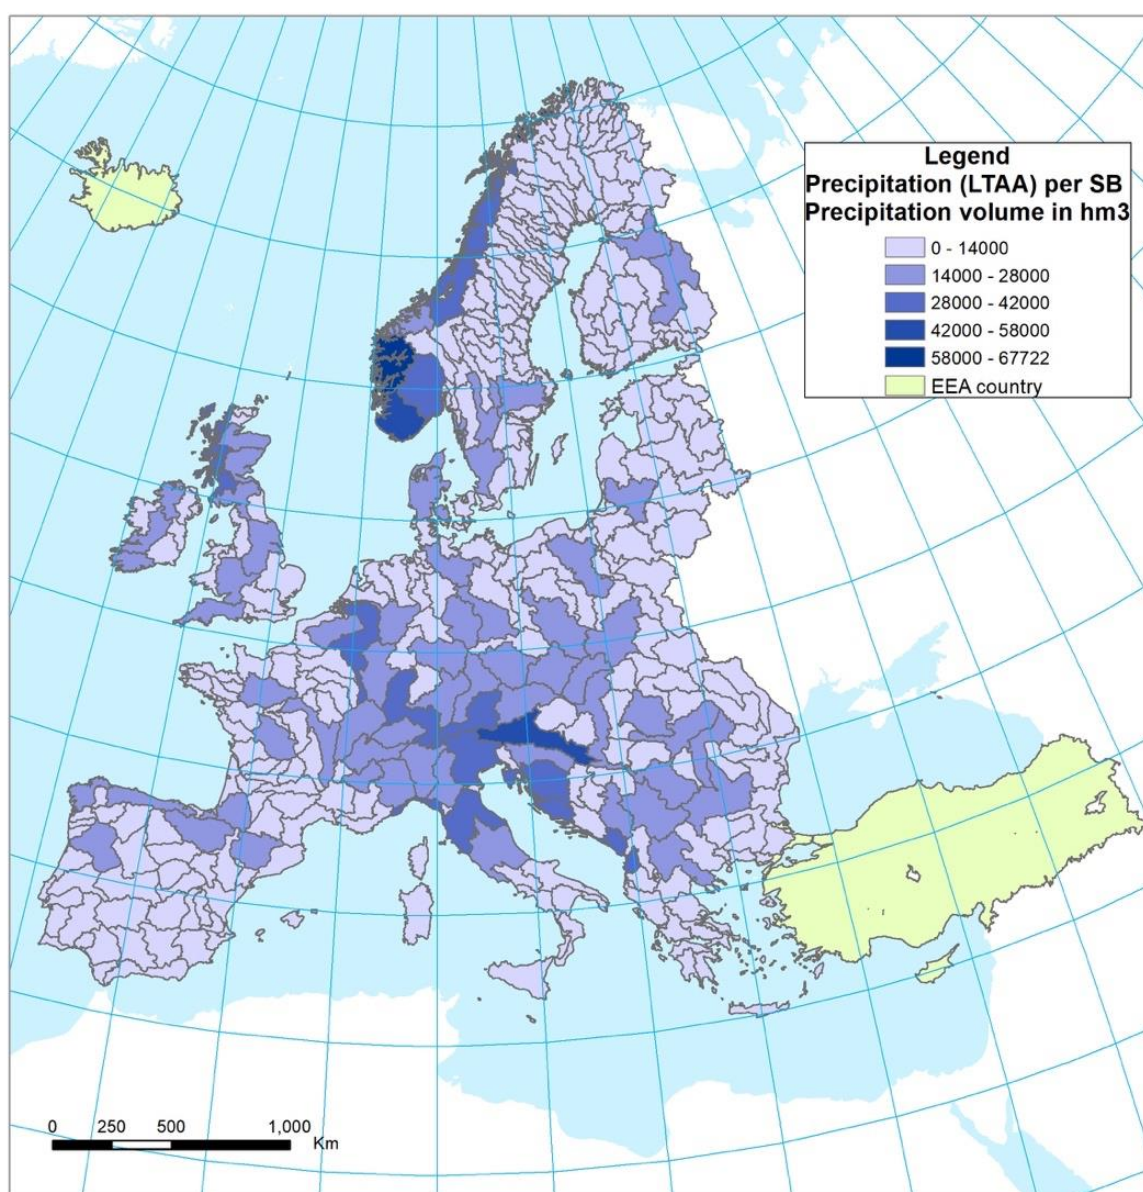 Legend
Precipitation (LTAA) per SB
Precipitation volume in hm3
0 - 14000
14000 - 28000
28000 - 42000
42000 - 58000
58000 - 67722
EEA country
0 250 500 1,000
Km